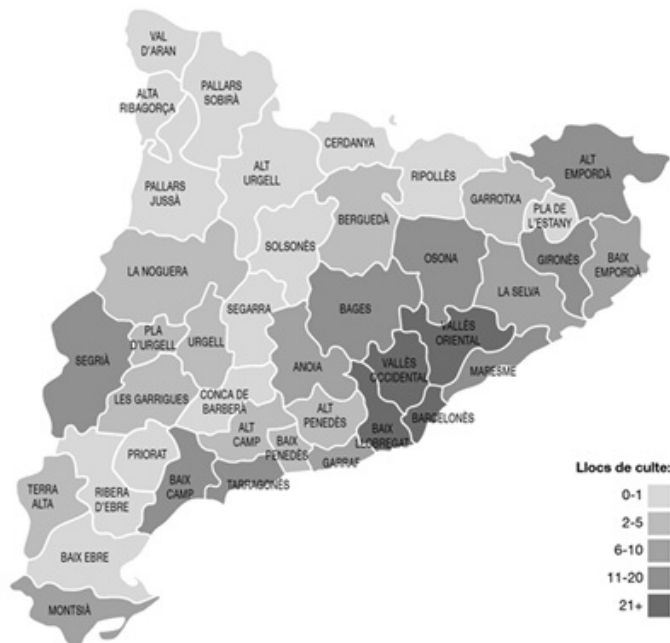 VAL
D'ARAN
PALLARS
SOBIRÀ
ALTA
RIBAGORÇA
CERDANYA
ALT
EMPORDÀ
ALT
URGELL
RIPOLLÈS
GARROTXA
PALLARS
JUSSÀ
PLA DE
L'ESTANY
BERGUEDÀ
SOLSONÈS
OSONA
GIRONÈS
BAIX
EMPORDÀ
LA NOGUERA
LA SELVA
SEGARRA
BAGES
VALLÈS
ORIENTAL
PLA
D'URGELL
URGELL
SEGRIÀ
ANOIA
VALLÈS
OCCIDENTAL
MARESME
LES GARRIGUES
CONCA DE
BARBERÀ
ALT
PENEDÈS
BARCELONÈS
ALT
CAMP
BAIX
LLOBREGAT
BAIX
PENEDÈS
PRIORAT
GARRAF
BAIX
CAMP
TARRAGONÈS
TERRA
ALTA
RIBERA
D'EBRE
BAIX EBRE
MONTSIÀ
Llocs de culte:
0-1
2-5
6-10
11-20
21+